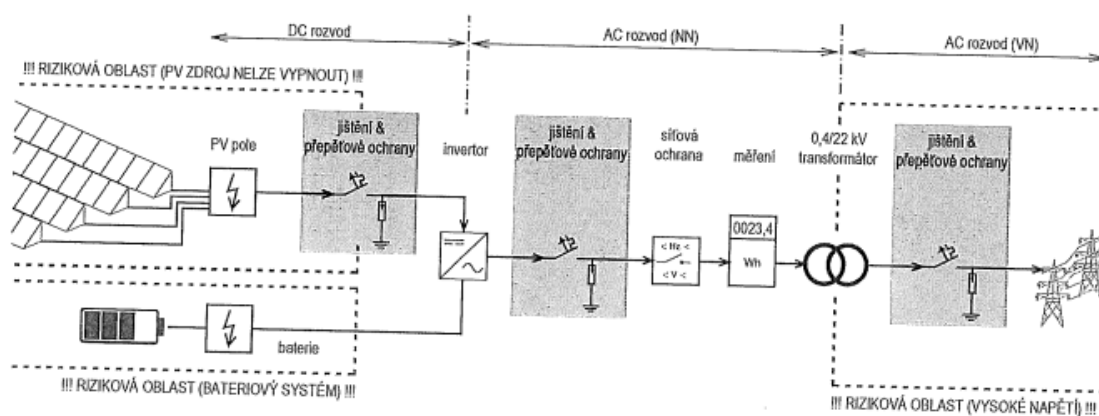 DC rozvod
AC rozvod (NN)
AC rozvod (VN)
!!! RIZIKOVÁ OBLAST (PV ZDROJ NELZE VYPNOUT) !!!
PV pole
jištění &
přepěťové ochrany
invertor
jištění &
přepěťové ochrany
síťová
ochrana
měření
0,4/22 kV
transformátor
jištění &
přepěťové ochrany
0023,4
Wh
< Hz <
< V <
baterie
!!! RIZIKOVÁ OBLAST (BATERIOVÝ SYSTÉM) !!!
!!! RIZIKOVÁ OBLAST (VYSOKÉ NAPĚTÍ) !!!